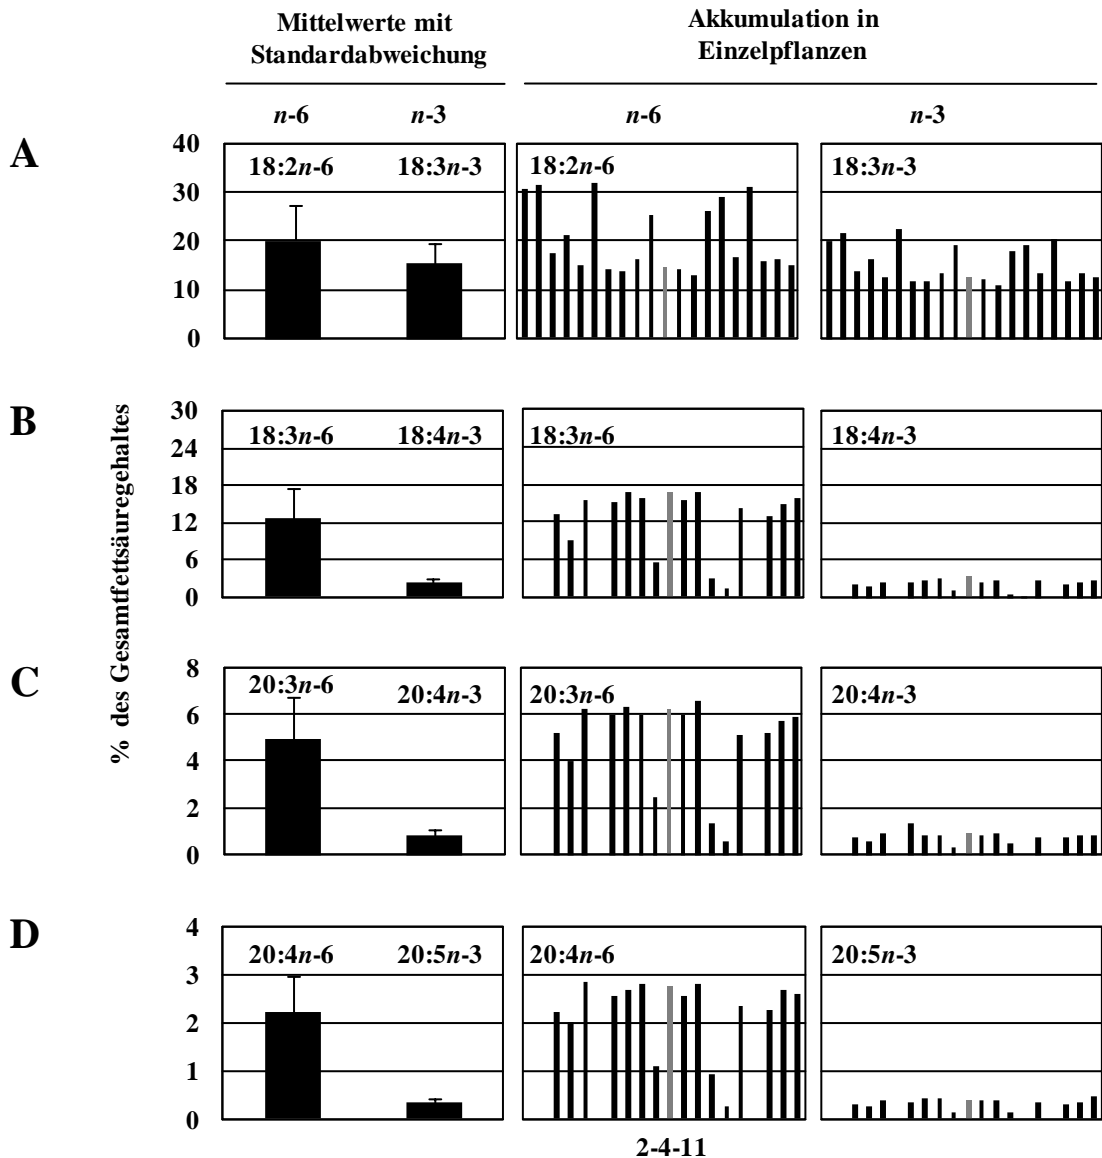 Mittelwerte mit
Standardabweichung
Akkumulation in
Einzelpflanzen
n-6
n-3
n-6
n-3
A
40
30
20
10
0
18:2n-6
18:3n-3
18:2n-6
18:3n-3
B
30
24
18
12
6
0
18:3n-6
18:4n-3
18:3n-6
18:4n-3
% des Gesamtfettsäuregehaltes
C
8
6
4
2
0
20:3n-6
20:4n-3
20:3n-6
20:4n-3
D
4
3
2
1
0
20:4n-6
20:5n-3
20:4n-6
20:5n-3
2-4-11